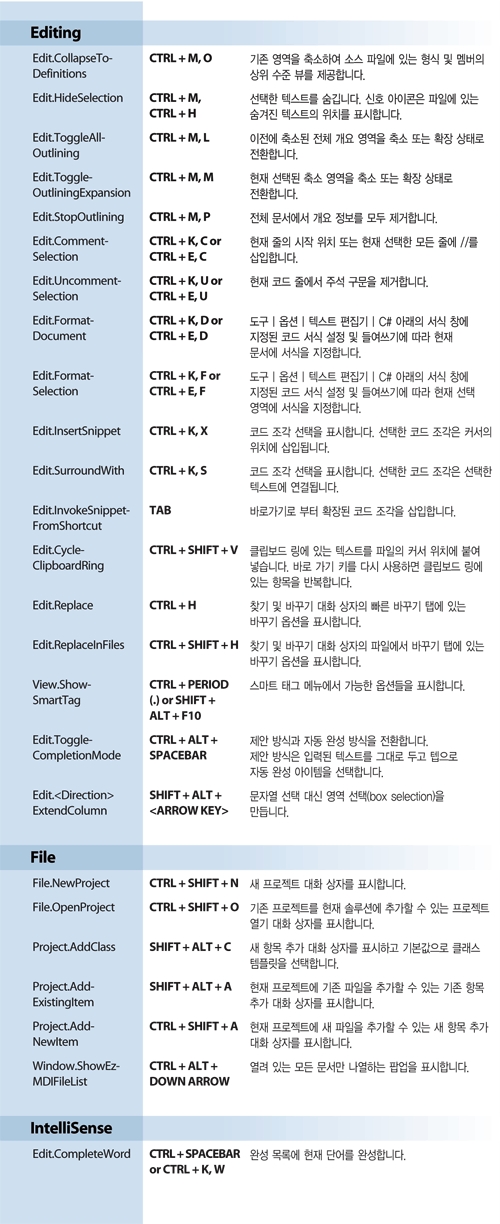 Editing
Edit.CollapseTo- CTRL + M, O 기존 영역을 축소하여 소스 파일에 있는 형식 및 멤버의
Definitions 상위 수준 뷰를 제공합니다.
Edit.HideSelection CTRL + M, 선택한 텍스트를 숨깁니다. 신호 아이콘은 파일에 있는
CTRL + H 숨겨진 텍스트의 위치를 표시합니다.
Edit.ToggleAll- CTRL + M, L 이전에 축소된 전체 개요 영역을 축소 또는 확장 상태로
Outlining 전환합니다.
Edit.Toggle- CTRL + M, M 현재 선택된 축소 영역을 축소 또는 확장 상태로
OutliningExpansion 전환합니다.
Edit.StopOutlining CTRL + M, P 전체 문서에서 개요 정보를 모두 제거합니다.
Edit.Comment- CTRL + K, C or 현재 줄의 시작 위치 또는 현재 선택한 모든 줄에 //를
Selection CTRL + E, C 삽입합니다.
Edit.Uncomment- CTRL + K, U or 현재 코드 줄에서 주석 구문을 제거합니다.
Selection CTRL + E, U
Edit.Format- CTRL + K, D or 도구 | 옵션 | 텍스트 편집기 | C# 아래의 서식 창에
Document CTRL + E, D 지정된 코드 서식 설정 및 들여쓰기에 따라 현재
문서에 서식을 지정합니다.
Edit.Format- CTRL + K, F or 도구 | 옵션 | 텍스트 편집기 | C# 아래의 서식 창에
Selection CTRL + E, F 지정된 코드 서식 설정 및 들여쓰기에 따라 현재 선택
영역에 서식을 지정합니다.
Edit.InsertSnippet CTRL + K, X 코드 조각 선택을 표시합니다. 선택한 코드 조각은 커서의
위치에 삽입됩니다.
Edit.SurroundWith CTRL + K, S 코드 조각 선택을 표시합니다. 선택한 코드 조각은 선택한
텍스트에 연결됩니다.
Edit.InvokeSnippet- TAB 바로가기로 부터 확장된 코드 조각을 삽입합니다.
FromShortcut
Edit.Cycle- CTRL + SHIFT + V 클립보드 링에 있는 텍스트를 파일의 커서 위치에 붙여
ClipboardRing 넣습니다. 바로 가기 키를 다시 사용하면 클립보드 링에
있는 항목을 반복합니다.
Edit.Replace CTRL + H 찾기 및 바꾸기 대화 상자의 빠른 바꾸기 탭에 있는
바꾸기 옵션을 표시합니다.
Edit.ReplaceInFiles CTRL + SHIFT + H 찾기 및 바꾸기 대화 상자의 파일에서 바꾸기 탭에 있는
바꾸기 옵션을 표시합니다.
View.Show- CTRL + PERIOD 스마트 태그 메뉴에서 가능한 옵션들을 표시합니다.
SmartTag (.) or SHIFT +
ALT + F10
Edit.Toggle- CTRL + ALT + 제안 방식과 자동 완성 방식을 전환합니다.
CompletionMode SPACEBAR 제안 방식은 입력된 텍스트를 그대로 두고 텝으로
자동 완성 아이템을 선택합니다.
Edit.<Direction> SHIFT + ALT + 문자열 선택 대신 영역 선택(box selection)을
ExtendColumn <ARROW KEY> 만듭니다.
File
File.NewProject CTRL + SHIFT + N 새 프로젝트 대화 상자를 표시합니다.
File.OpenProject CTRL + SHIFT + O 기존 프로젝트를 현재 솔루션에 추가할 수 있는 프로젝트
열기 대화 상자를 표시합니다.
Project.AddClass SHIFT + ALT + C 새 항목 추가 대화 상자를 표시하고 기본값으로 클래스
템플릿을 선택합니다.
Project.Add- SHIFT + ALT + A 현재 프로젝트에 기존 파일을 추가할 수 있는 기존 항목
ExistingItem 추가 대화 상자를 표시합니다.
Project.Add- CTRL + SHIFT + A 현재 프로젝트에 새 파일을 추가할 수 있는 새 항목 추가
NewItem 대화 상자를 표시합니다.
Window.ShowEz- CTRL + ALT + 열려 있는 모든 문서만 나열하는 팝업을 표시합니다.
MDIFileList DOWN ARROW
IntelliSense
Edit.CompleteWord CTRL + SPACEBAR 완성 목록에 현재 단어를 완성합니다.
or CTRL + K, W